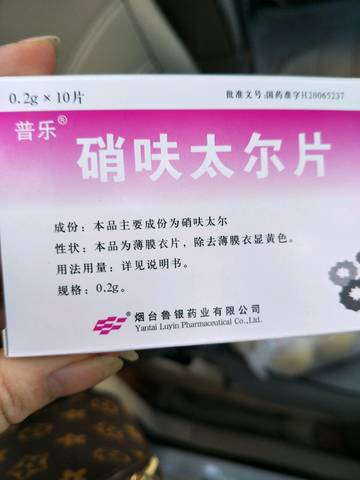 0.2g × 10片
批准文号:国药准字H20065237
普乐®
硝呋太尔片
成份：本品主要成份为硝呋太尔
性状：本品为薄膜衣片，除去薄膜衣显黄色。
用法用量：详见说明书。
规格：0.2g。
烟台鲁银药业有限公司
Yantai Luyin Pharmaceutical Co.,Ltd.